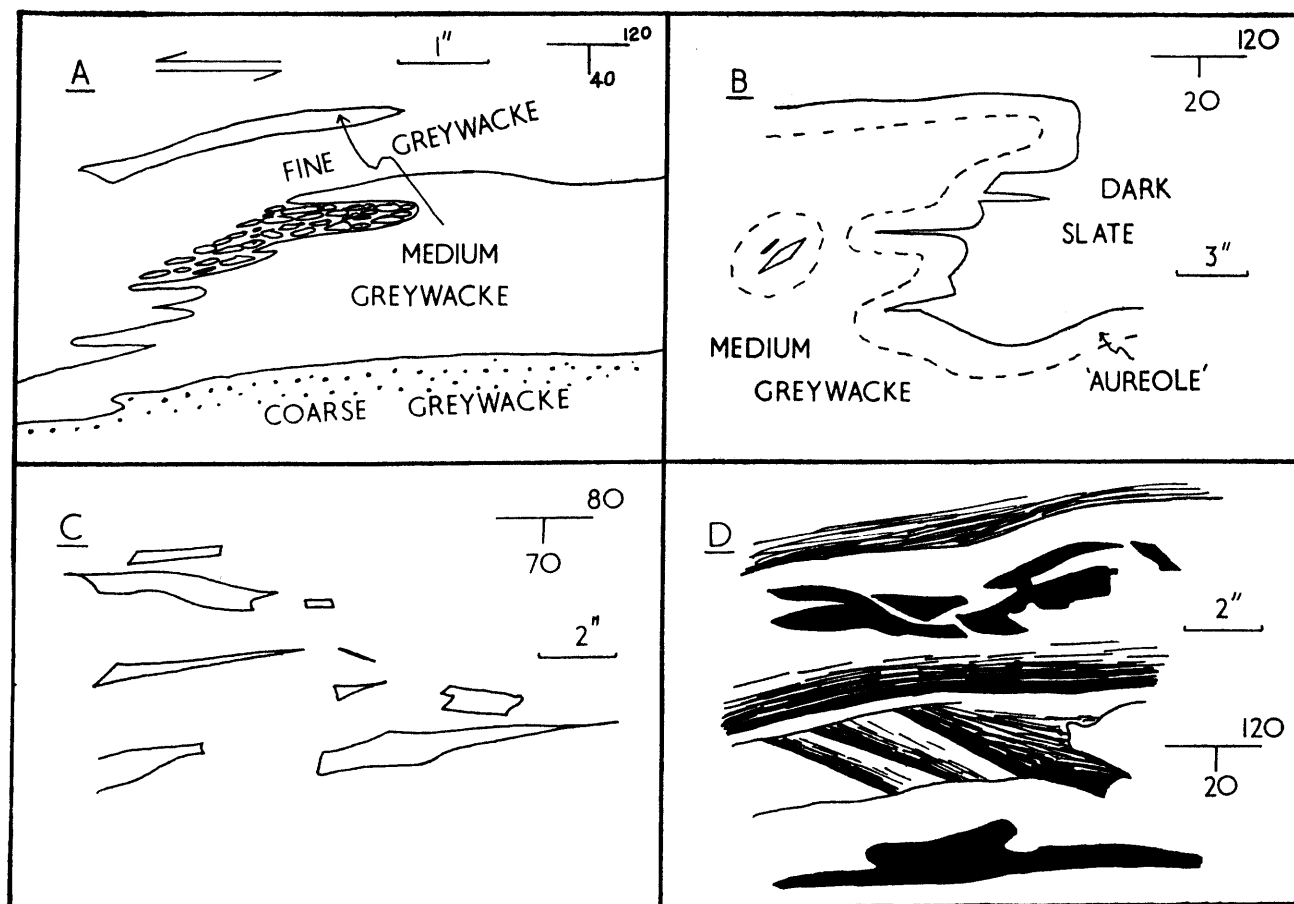 A
1"
120
40
FINE GREYWACKE
MEDIUM
GREYWACKE
COARSE GREYWACKE
B
120
20
DARK
SLATE
3"
MEDIUM
GREYWACKE
'AUREOLE'
C
80
70
2"
D
2"
120
20